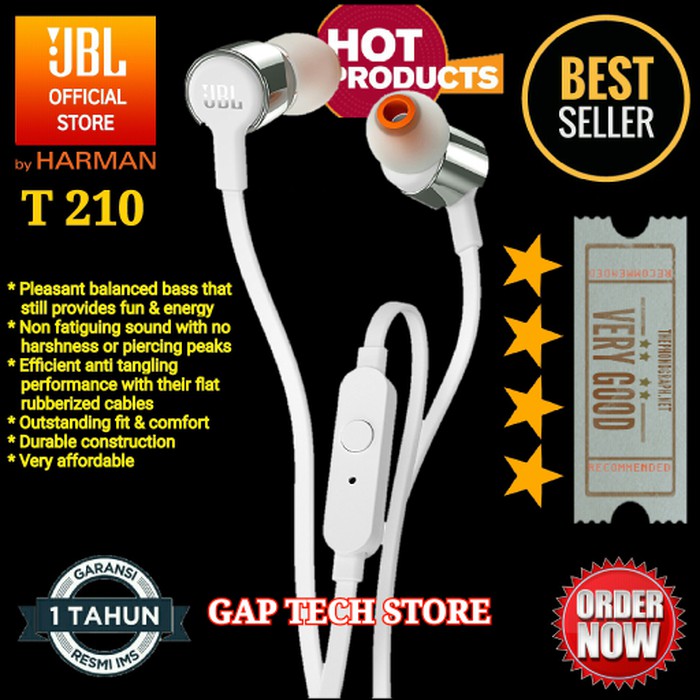 JBL
OFFICIAL
STORE
by HARMAN
T 210
JBL
HOT
PRODUCTS
BEST
SELLER
* Pleasant balanced bass that
still provides fun & energy
* Non fatiguing sound with no
harshness or piercing peaks
* Efficient anti tangling
performance with their flat
rubberized cables
* Outstanding fit & comfort
* Durable construction
* Very affordable
RECOMMENDED
THEPHONOGRAPH.NET
VERY GOOD
RECOMMENDED
GARANSI
1 TAHUN
RESMI IMS
GAP TECH STORE
ORDER
NOW